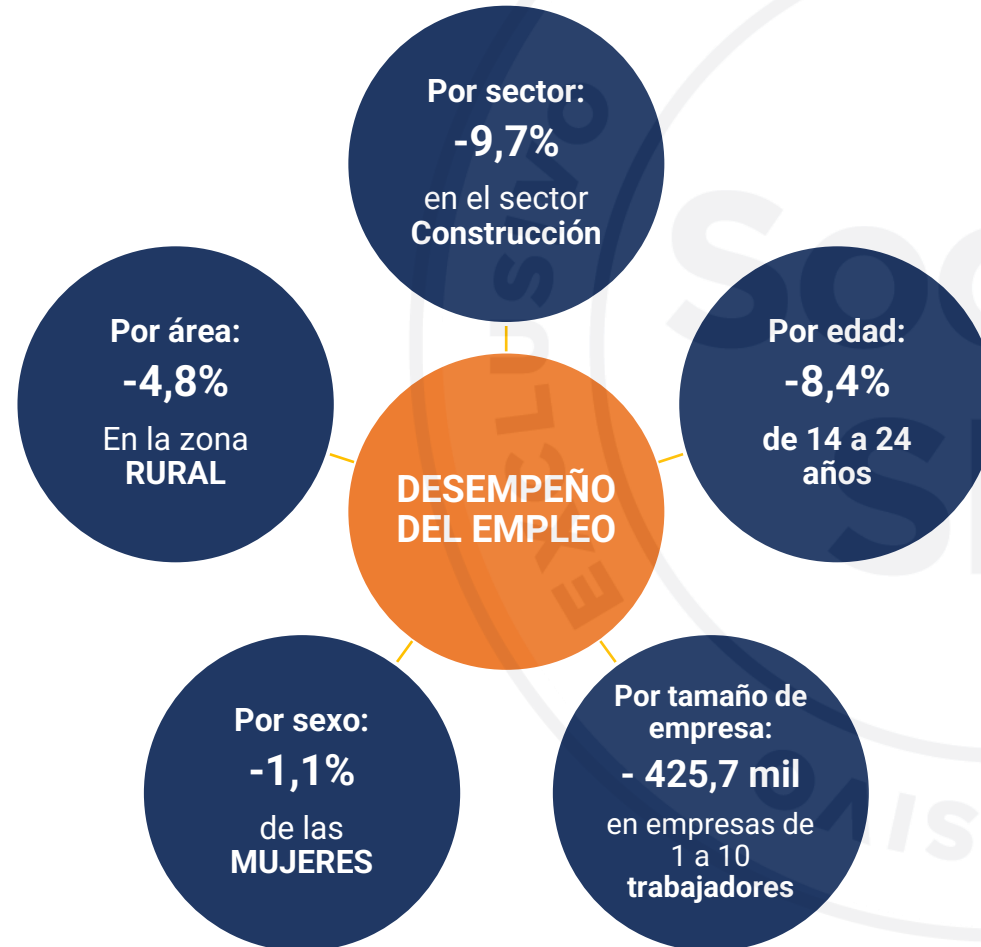 Por sector:
-9,7%
en el sector
Construcción
Por área:
-4,8%
En la zona
RURAL
Por edad:
-8,4%
de 14 a 24
años
DESEMPEÑO
DEL EMPLEO
Por sexo:
-1,1%
de las
MUJERES
Por tamaño de
empresa:
- 425,7 mil
en empresas de
1 a 10
trabajadores
EXCLUSIVO